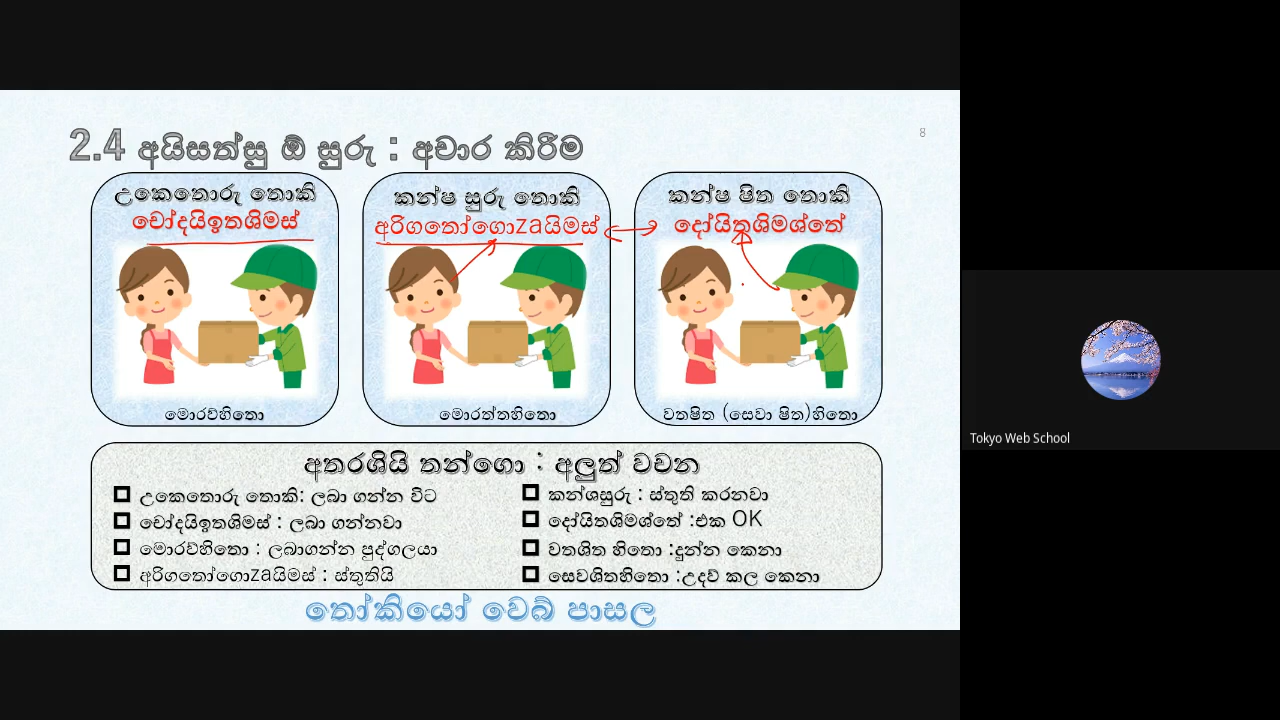 8
2.4 අයිසත්සු ඕ සුරු : අචාර කිරීම
උකෙතොරු තොකි
චෝදයිඉතශිමස්
මොරව්හිතො
කන්ෂ සුරු තොකි
අරිගතෝගොzaයිමස්
මොරත්තහිතො
කන්ෂ ෂිත තොකි
දෝයිතශිමශ්තේ
වතෂිත (සෙවා ෂිත)හිතො
අතරශියි තන්ගො : අලුත් වචන
උකෙතොරු තොකි: ලබා ගන්න විට
චෝදයිඉතශිමස් : ලබා ගන්නවා
මොරව්හිතො : ලබාගන්න පුද්ගලයා
අරිගතෝගොzaයිමස් : ස්තුතියි
කන්ශසුරු : ස්තුති කරනවා
දෝයිතශිමශ්තේ :එක OK
වතශිත හිතො :දුන්න කෙනා
සෙවශිතහිතො :උදව් කල කෙනා
තෝකියෝ වෙබ් පාසල
Tokyo Web School